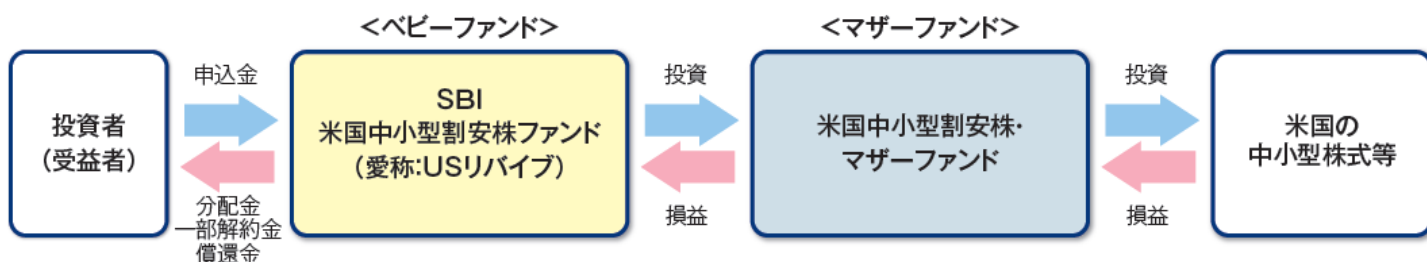 <ベビーファンド>
<マザーファンド>
投資者
(受益者)
申込金
分配金
一部解約金
償還金
SBI
米国中小型割安株ファンド
(愛称:USリバイブ)
投資
損益
米国中小型割安株・
マザーファンド
投資
損益
米国の
中小型株式等